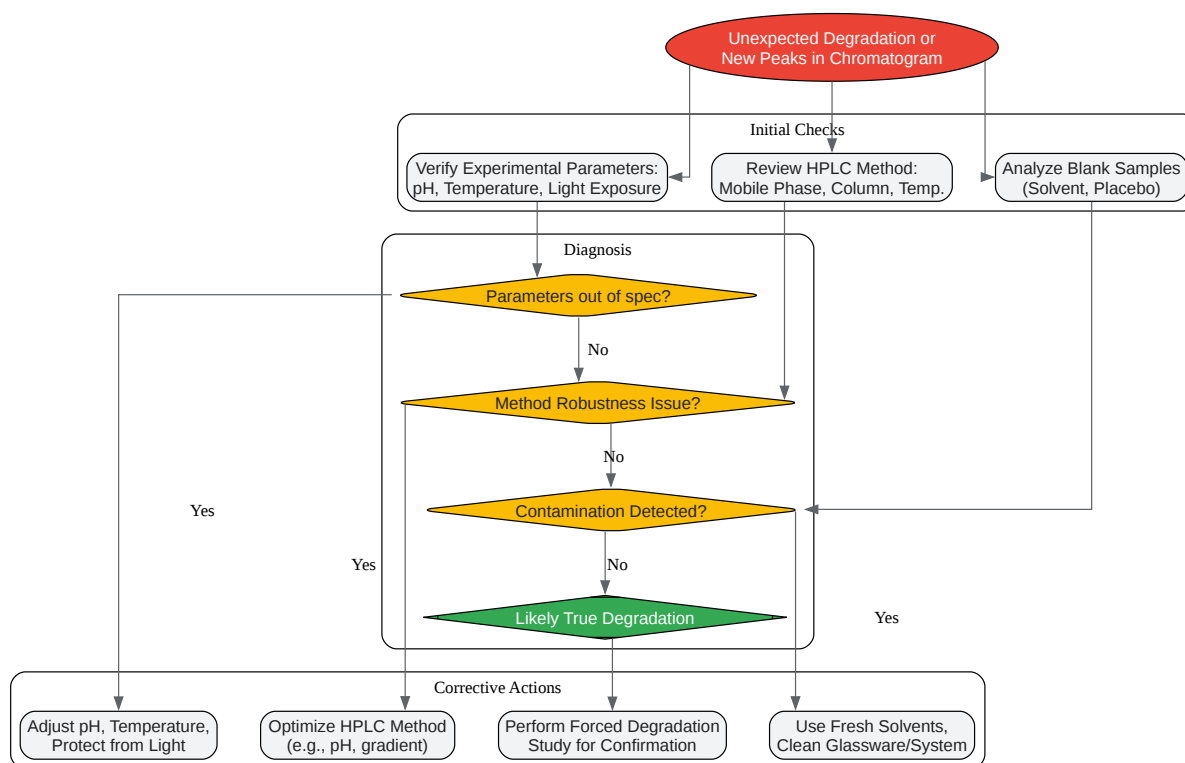 Unexpected Degradation or
New Peaks in Chromatogram
Initial Checks
Verify Experimental Parameters:
pH, Temperature, Light Exposure
Review HPLC Method:
Mobile Phase, Column, Temp.
Analyze Blank Samples
(Solvent, Placebo)
Diagnosis
Parameters out of spec?
No
Method Robustness Issue?
No
Contamination Detected?
Yes
Yes
No
Likely True Degradation
Yes
Corrective Actions
Adjust pH, Temperature,
Protect from Light
Optimize HPLC Method
(e.g., pH, gradient)
Perform Forced Degradation
Study for Confirmation
Use Fresh Solvents,
Clean Glassware/System